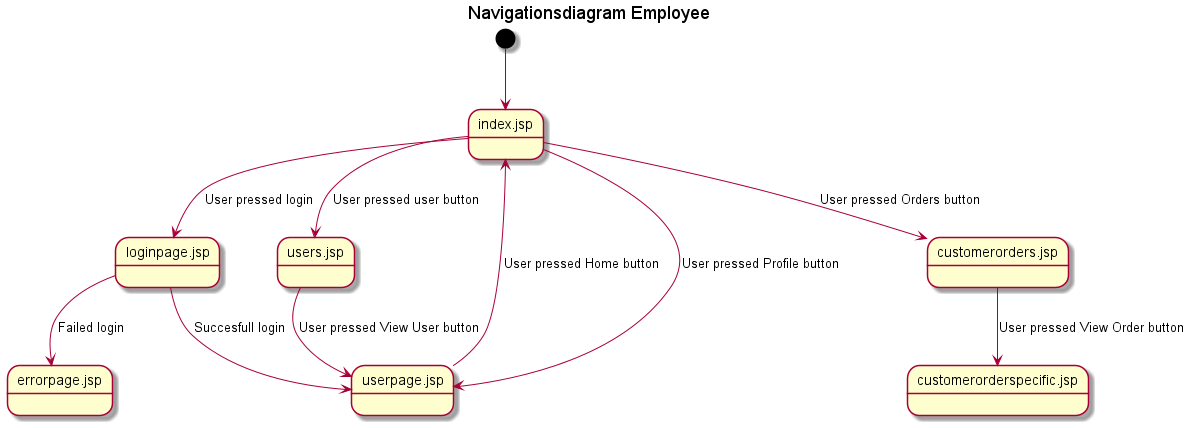 Navigationsdiagram Employee
index.jsp
User pressed login
User pressed user button
User pressed Orders button
loginpage.jsp
users.jsp
User pressed Home button
User pressed Profile button
customerorders.jsp
Failed login
Succesfull login
User pressed View User button
User pressed View Order button
errorpage.jsp
userpage.jsp
customerorderspecific.jsp